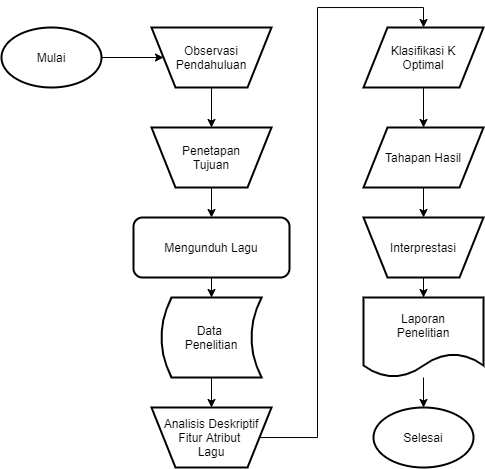 Mulai
Observasi
Pendahuluan
Penetapan
Tujuan
Mengunduh Lagu
Data
Penelitian
Analisis Deskriptif
Fitur Atribut
Lagu
Klasifikasi K
Optimal
Tahapan Hasil
Interprestasi
Laporan
Penelitian
Selesai